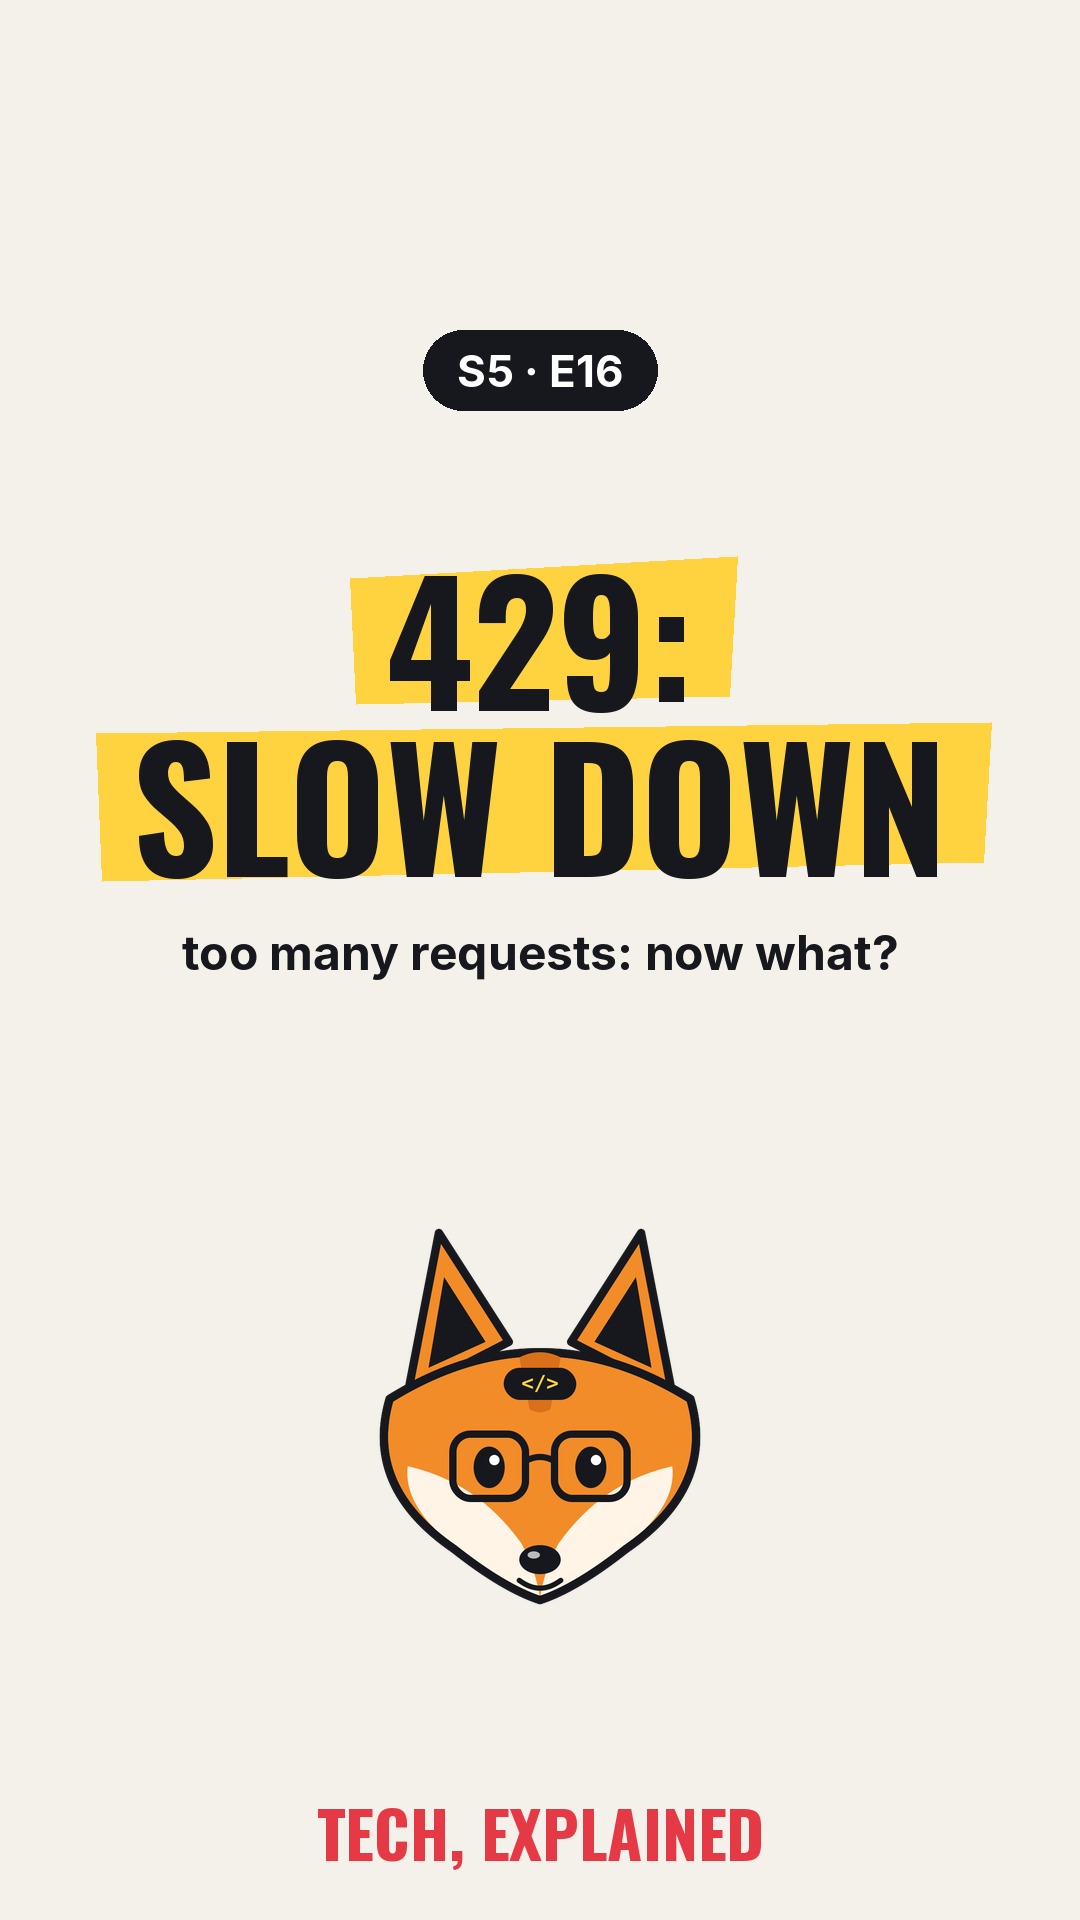 S5 · E16
429:
SLOW DOWN
too many requests: now what?
</>
TECH, EXPLAINED